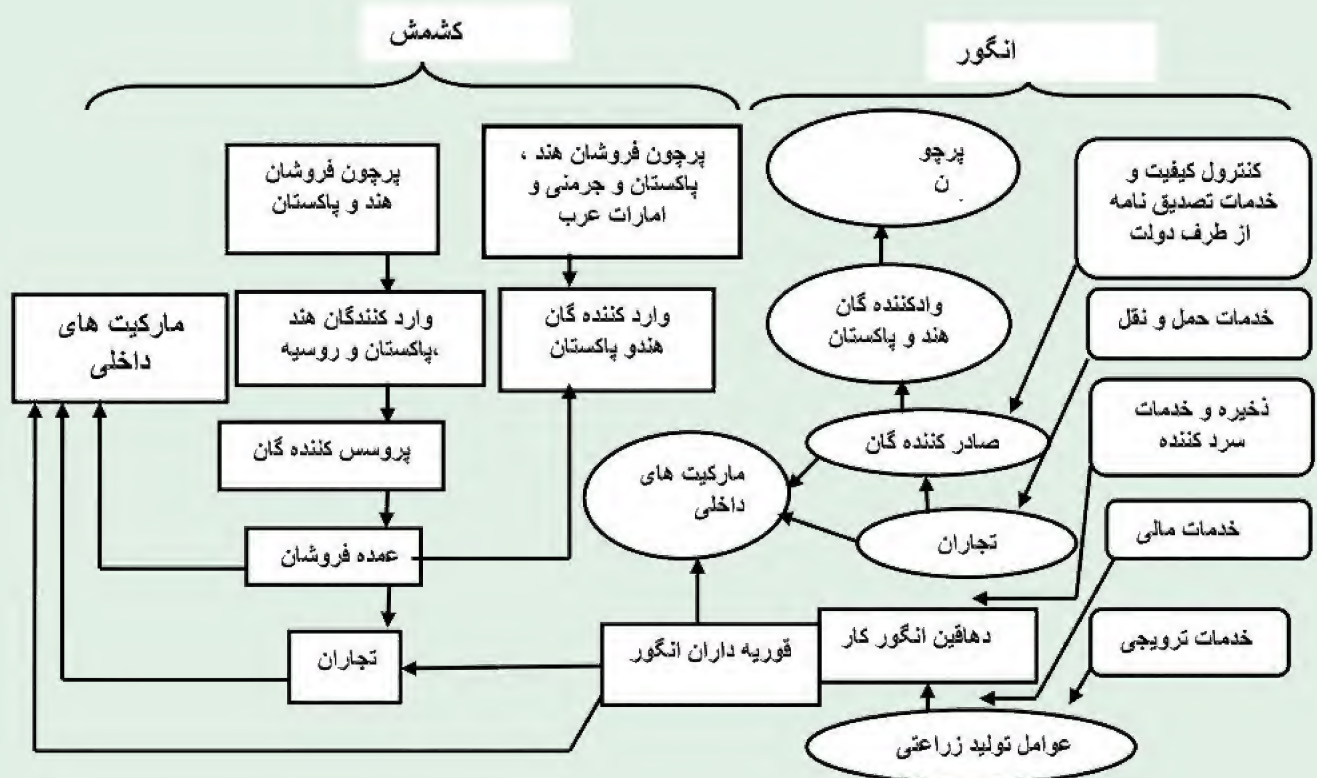 انگور
کشمش
پرچو
ن
کنترول کیفیت و
خدمات تصدیق نامه
از طرف دولت
پرچون فروشان هند ،
پاکستان و جرمنی و
امارات عرب
پرچون فروشان
هند و پاکستان
وادکننده گان
هند و پاکستان
خدمات حمل و نقل
وارد کننده گان
هندو پاکستان
وارد کنندگان هند
،پاکستان و روسیه
مارکیت های
داخلی
ذخیره و خدمات
سرد کننده
صادر کننده گان
پروسس کننده گان
مارکیت های
داخلی
خدمات مالی
تجاران
عمده فروشان
خدمات ترویجی
دهاقین انگور کار
قوریه داران انگور
تجاران
عوامل تولید زراعتی